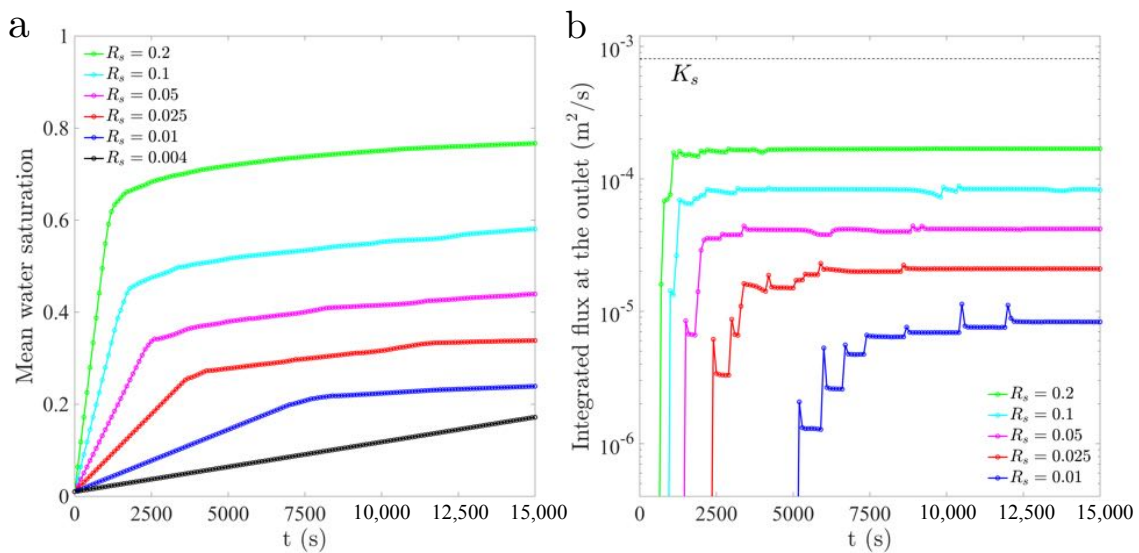 a
Mean water saturation
1
0.8
0.6
0.4
0.2
0
R_s = 0.2
R_s = 0.1
R_s = 0.05
R_s = 0.025
R_s = 0.01
R_s = 0.004
0 2500 5000 7500 10,000 12,500 15,000
t (s)
b
Integrated flux at the outlet (m²/s)
10⁻³
10⁻⁴
10⁻⁵
10⁻⁶
K_s
R_s = 0.2
R_s = 0.1
R_s = 0.05
R_s = 0.025
R_s = 0.01
0 2500 5000 7500 10,000 12,500 15,000
t (s)